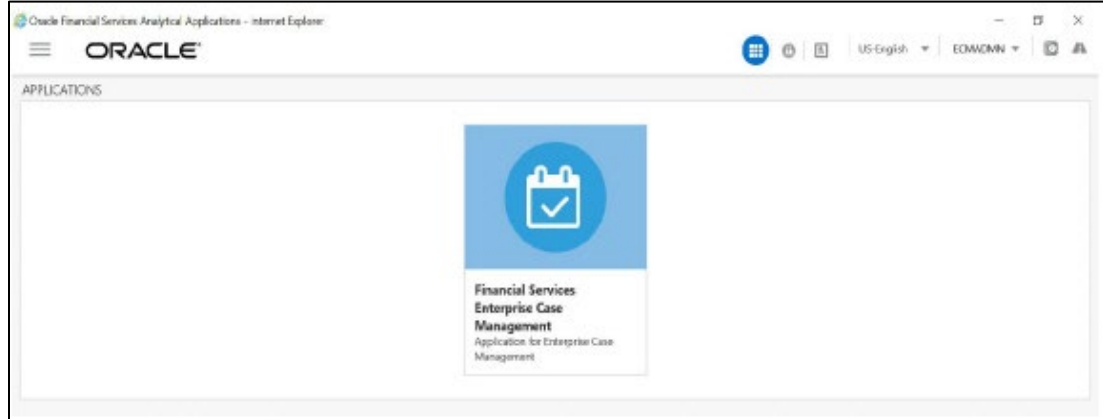 Oracle Financial Services Analytical Applications - Internet Explorer
ORACLE
US-English
ECMADMN
APPLICATIONS
Financial Services
Enterprise Case
Management
Application for Enterprise Case
Management